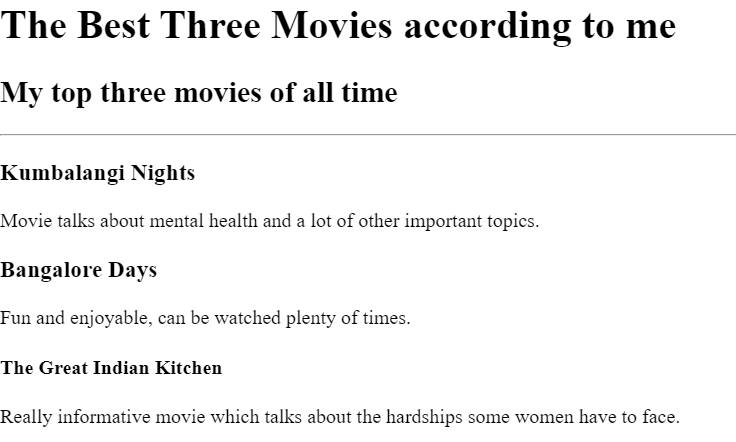 The Best Three Movies according to me
My top three movies of all time
Kumbalangi Nights
Movie talks about mental health and a lot of other important topics.
Bangalore Days
Fun and enjoyable, can be watched plenty of times.
The Great Indian Kitchen
Really informative movie which talks about the hardships some women have to face.